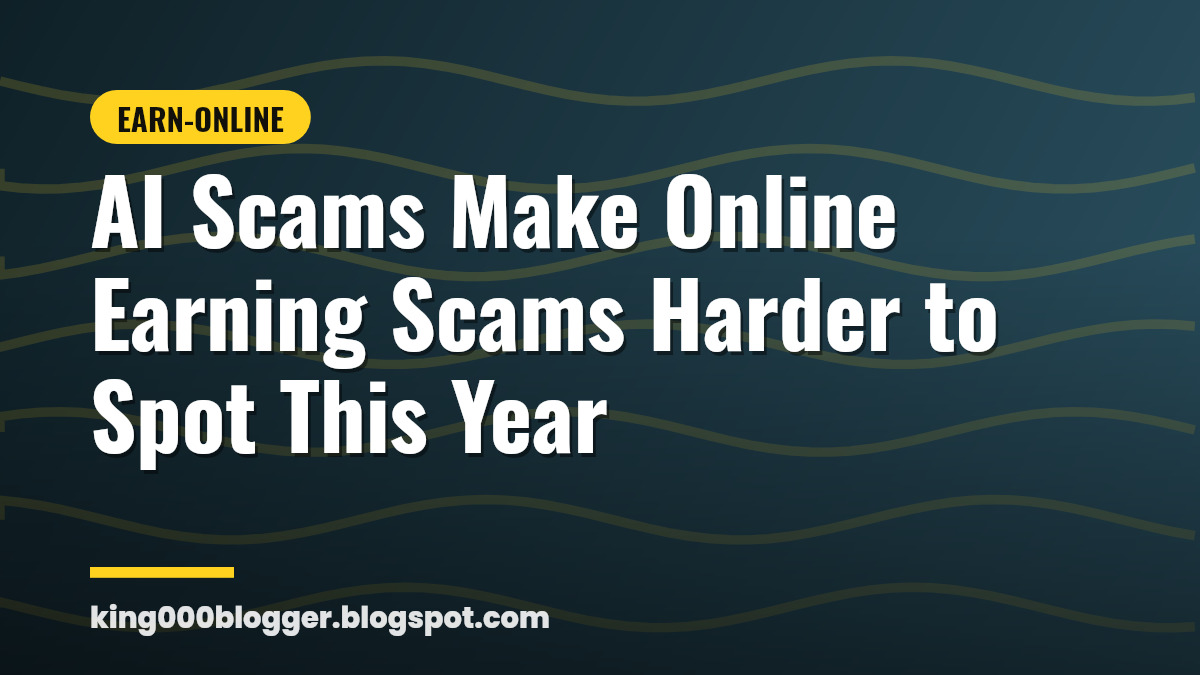 EARN-ONLINE
AI Scams Make Online
Earning Scams Harder to
Spot This Year
king000blogger.blogspot.com